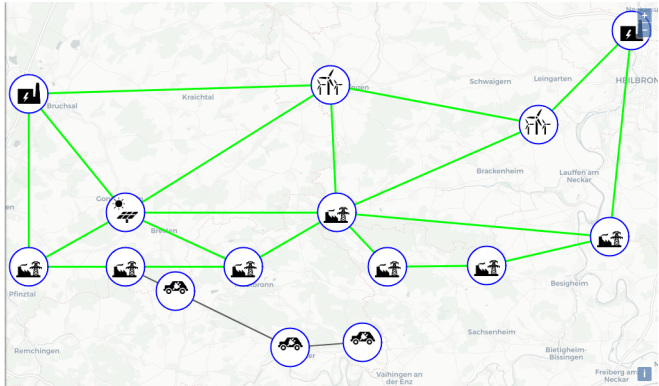 Bruchsal
Kraichtal
Schwaigern
Leingarten
HEILBRON
Brackenheim
Lauffen am
Neckar
Bretten
Pfinztal
Besigheim
Sachsenheim
Remchingen
Bietigheim-
Bissingen
Vaihingen an
der Enz
Freiberg am
Neckar
i